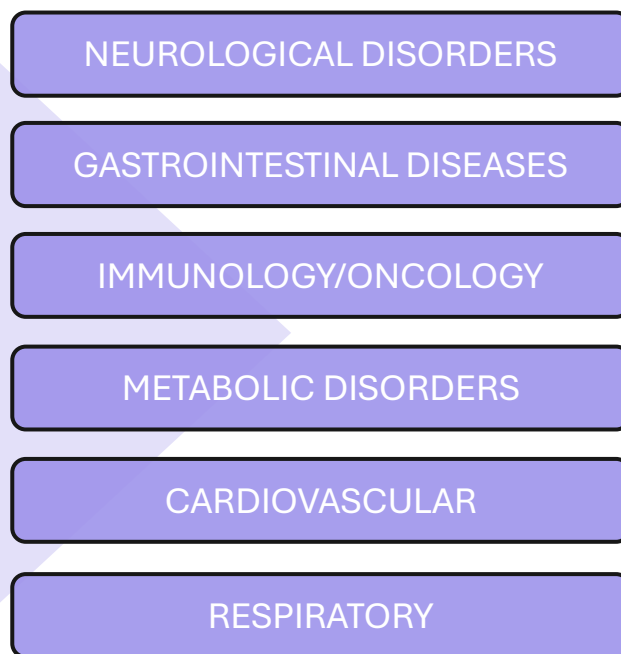 NEUROLOGICAL DISORDERS
GASTROINTESTINAL DISEASES
IMMUNOLOGY/ONCOLOGY
METABOLIC DISORDERS
CARDIOVASCULAR
RESPIRATORY